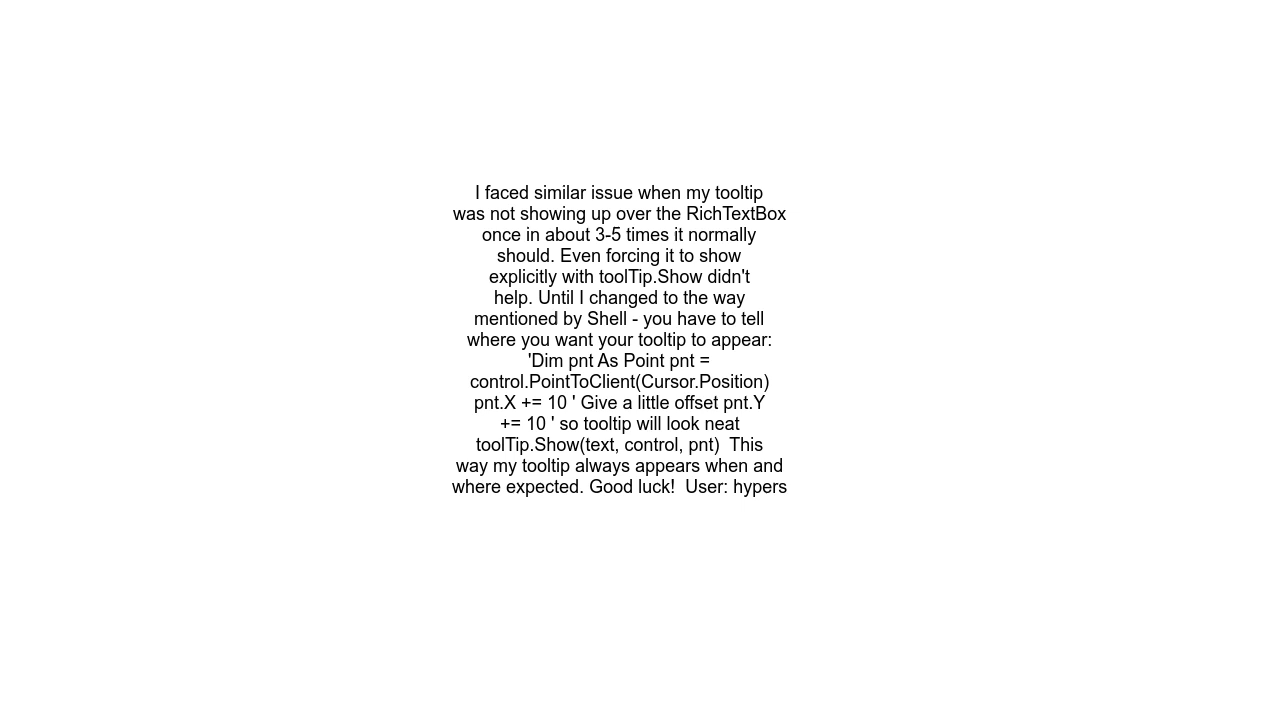 I faced similar issue when my tooltip
was not showing up over the RichTextBox
once in about 3-5 times it normally
should. Even forcing it to show
explicitly with toolTip.Show didn't
help. Until I changed to the way
mentioned by Shell - you have to tell
where you want your tooltip to appear:
'Dim pnt As Point pnt =
control.PointToClient(Cursor.Position)
pnt.X += 10 ' Give a little offset pnt.Y
+= 10 ' so tooltip will look neat
toolTip.Show(text, control, pnt)  This
way my tooltip always appears when and
where expected. Good luck!  User: hypers